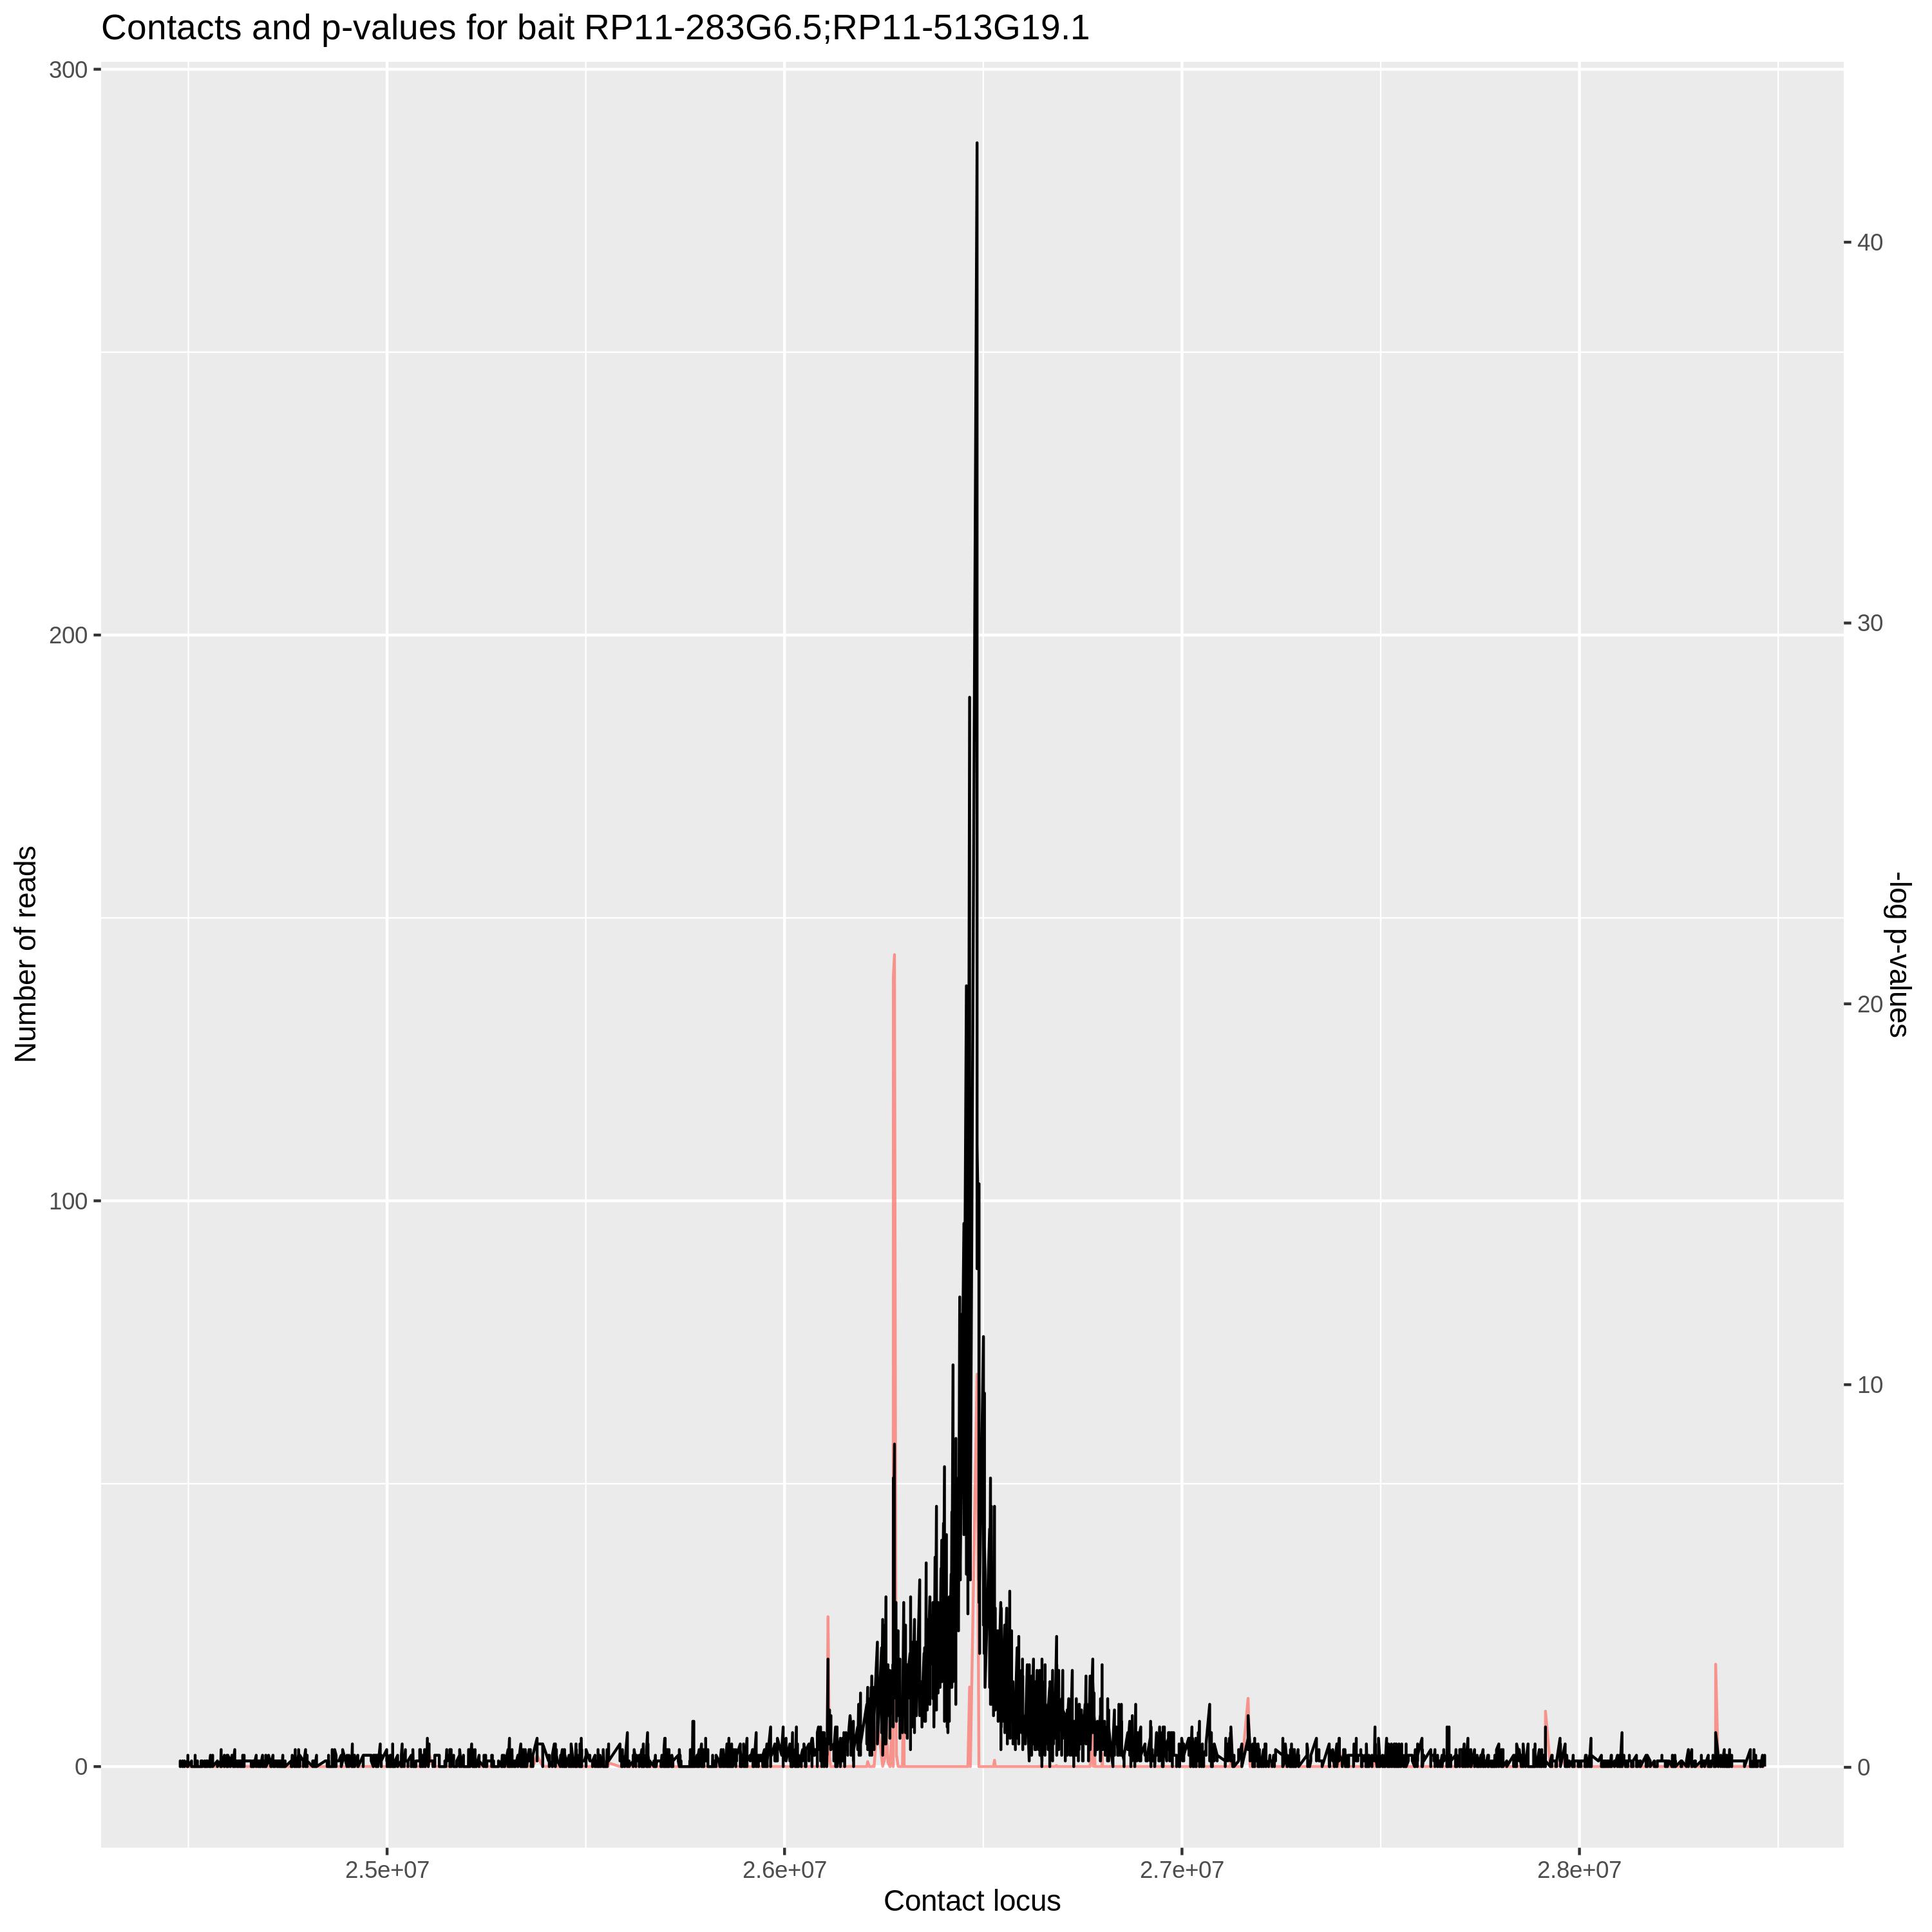 Contacts and p-values for bait RP11-283G6.5;RP11-513G19.1
300
200
100
0
Number of reads
40
30
20
10
0
-log p-values
2.5e+07
2.6e+07
2.7e+07
2.8e+07
Contact locus